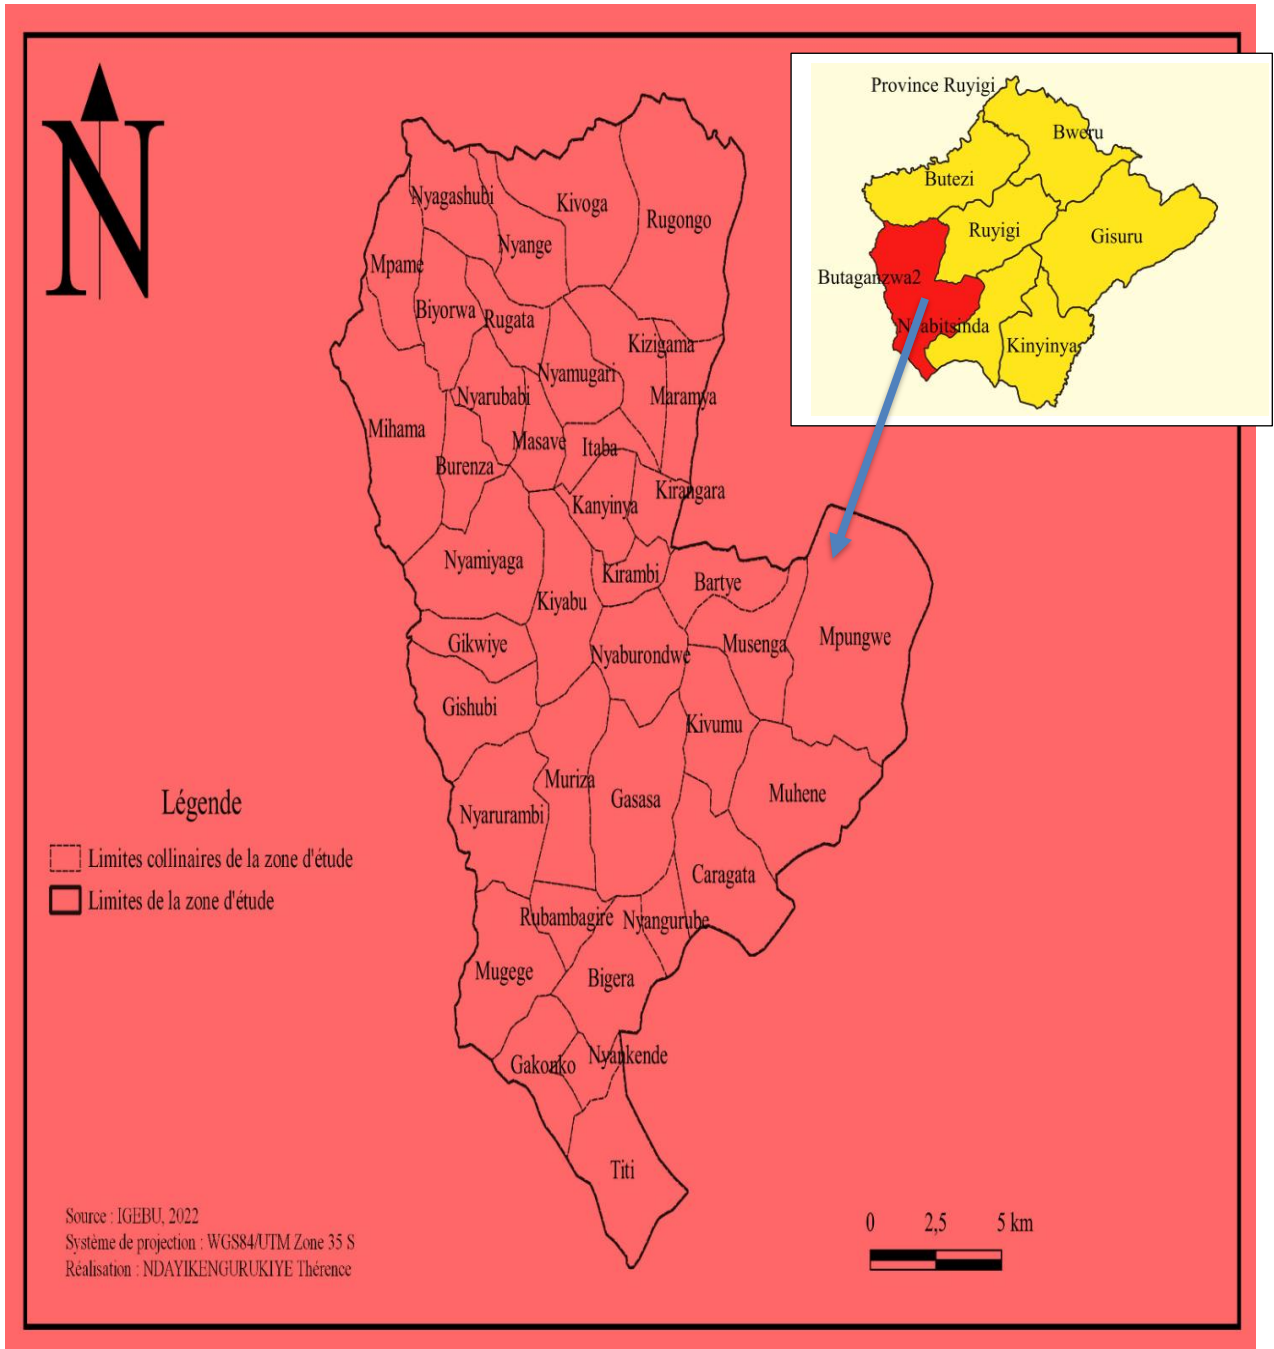 N
Province Ruyigi
Bweru
Butezi
Ruyigi
Gisuru
Butaganzwa2
Nyabitsinda
Kinyinya
Nyagashubi
Kivoga
Rugongo
Nyange
Mpame
Biyorwa
Rugata
Kizigama
Nyamugari
Nyarubabi
Maramya
Mihama
Masave
Itaba
Burenza
Kirangara
Kanyinya
Nyamiyaga
Kirambi
Bartye
Kiyabu
Gikwiye
Nyaburondwe
Musenga
Mpungwe
Gishubi
Kivumu
Muriza
Gasasa
Muhene
Nyarurambi
Caragata
Rubambagire
Nyangurube
Mugege
Bigera
Gakonko
Nyankende
Titi
Légende
Limites collinaires de la zone d'étude
Limites de la zone d'étude
Source : IGEBU, 2022
Système de projection : WGS84/UTM Zone 35 S
Réalisation : NDAYIKENGURUKIYE Thérence
0 2,5 5 km